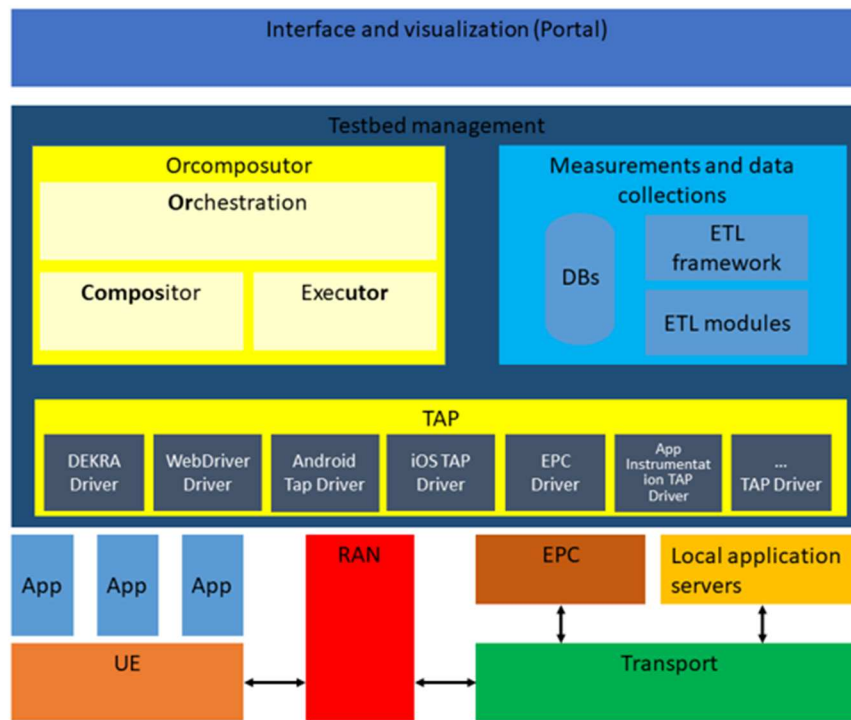 Interface and visualization (Portal)
Testbed management
Orcomposutor
Orchestration
Compositor
Executor
Measurements and data
collections
DBs
ETL
framework
ETL modules
TAP
DEKRA
Driver
WebDriver
Driver
Android
Tap Driver
iOS TAP
Driver
EPC
Driver
App
Instrumentat
ion TAP
Driver
...
TAP Driver
App
App
App
UE
RAN
EPC
Local application
servers
Transport